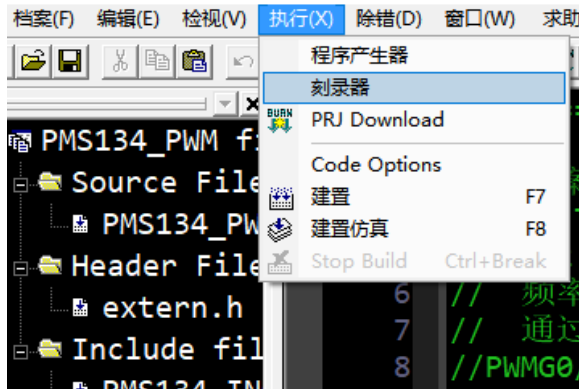 档案(F) 编辑(E) 检视(V) 执行(X) 除错(D) 窗口(W) 求助
程序产生器
刻录器
BURN PRJ Download
PMS134_PWM
Code Options
Source File
建置 F7
PMS134_PW
建置仿真 F8
Header File
Stop Build Ctrl+Break
6 // 频率
extern.h
7 // 通过
Include fil
8 //PWMG0
PMS134_IN